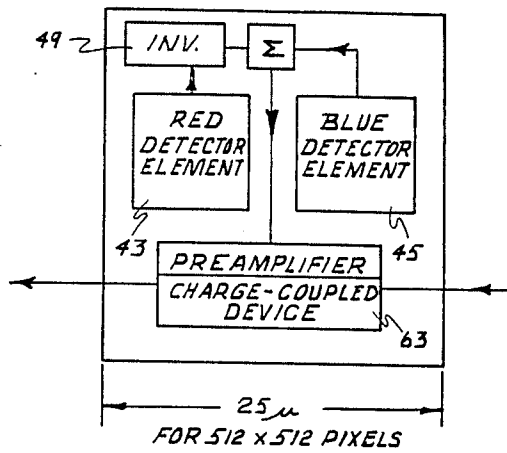 49
INV.
Σ
RED
DETECTOR
ELEMENT
BLUE
DETECTOR
ELEMENT
43
45
PREAMPLIFIER
CHARGE-COUPLED
DEVICE
63
25μ
FOR 512 x 512 PIXELS